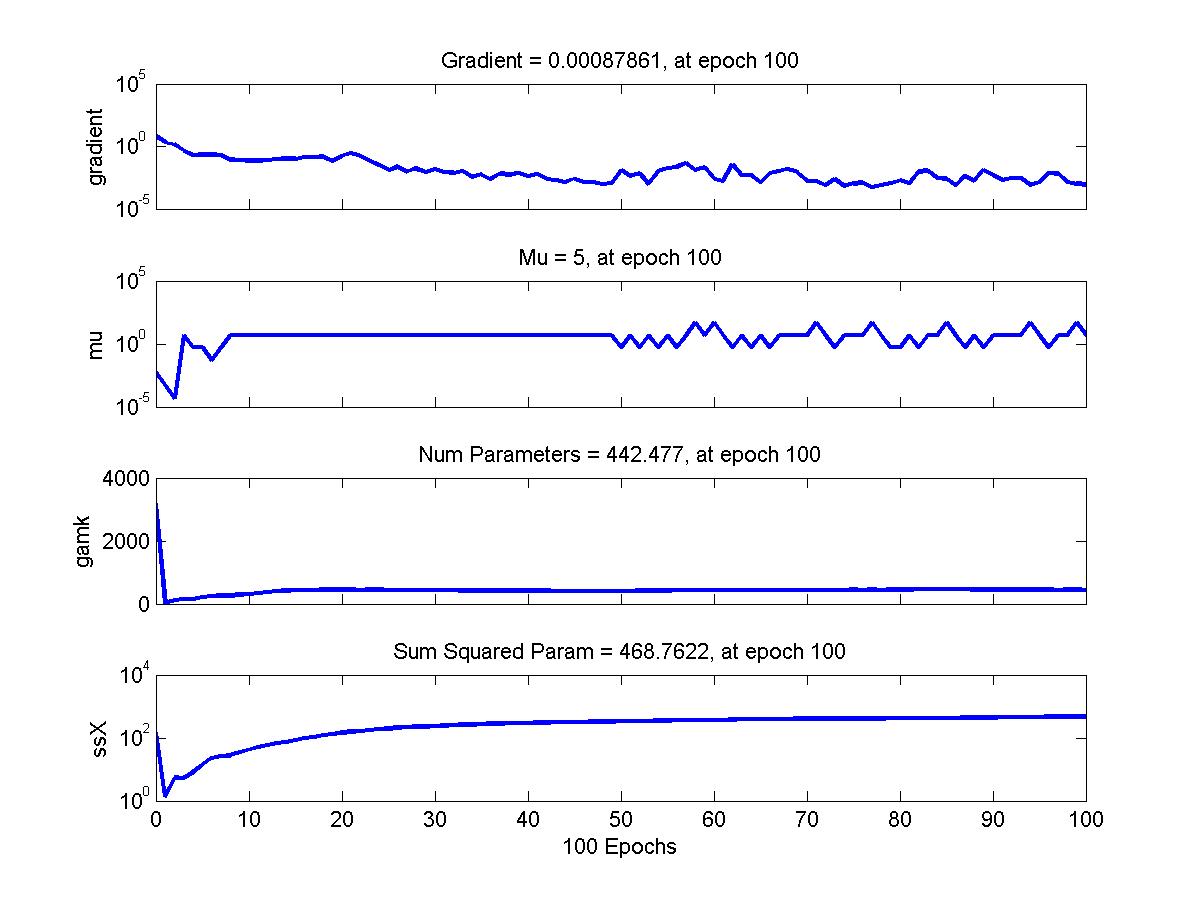 Gradient = 0.00087861, at epoch 100
10^5
10^0
10^-5
gradient
Mu = 5, at epoch 100
10^5
10^0
10^-5
mu
Num Parameters = 442.477, at epoch 100
4000
2000
0
gamk
Sum Squared Param = 468.7622, at epoch 100
10^4
10^2
10^0
ssX
0 10 20 30 40 50 60 70 80 90 100
100 Epochs